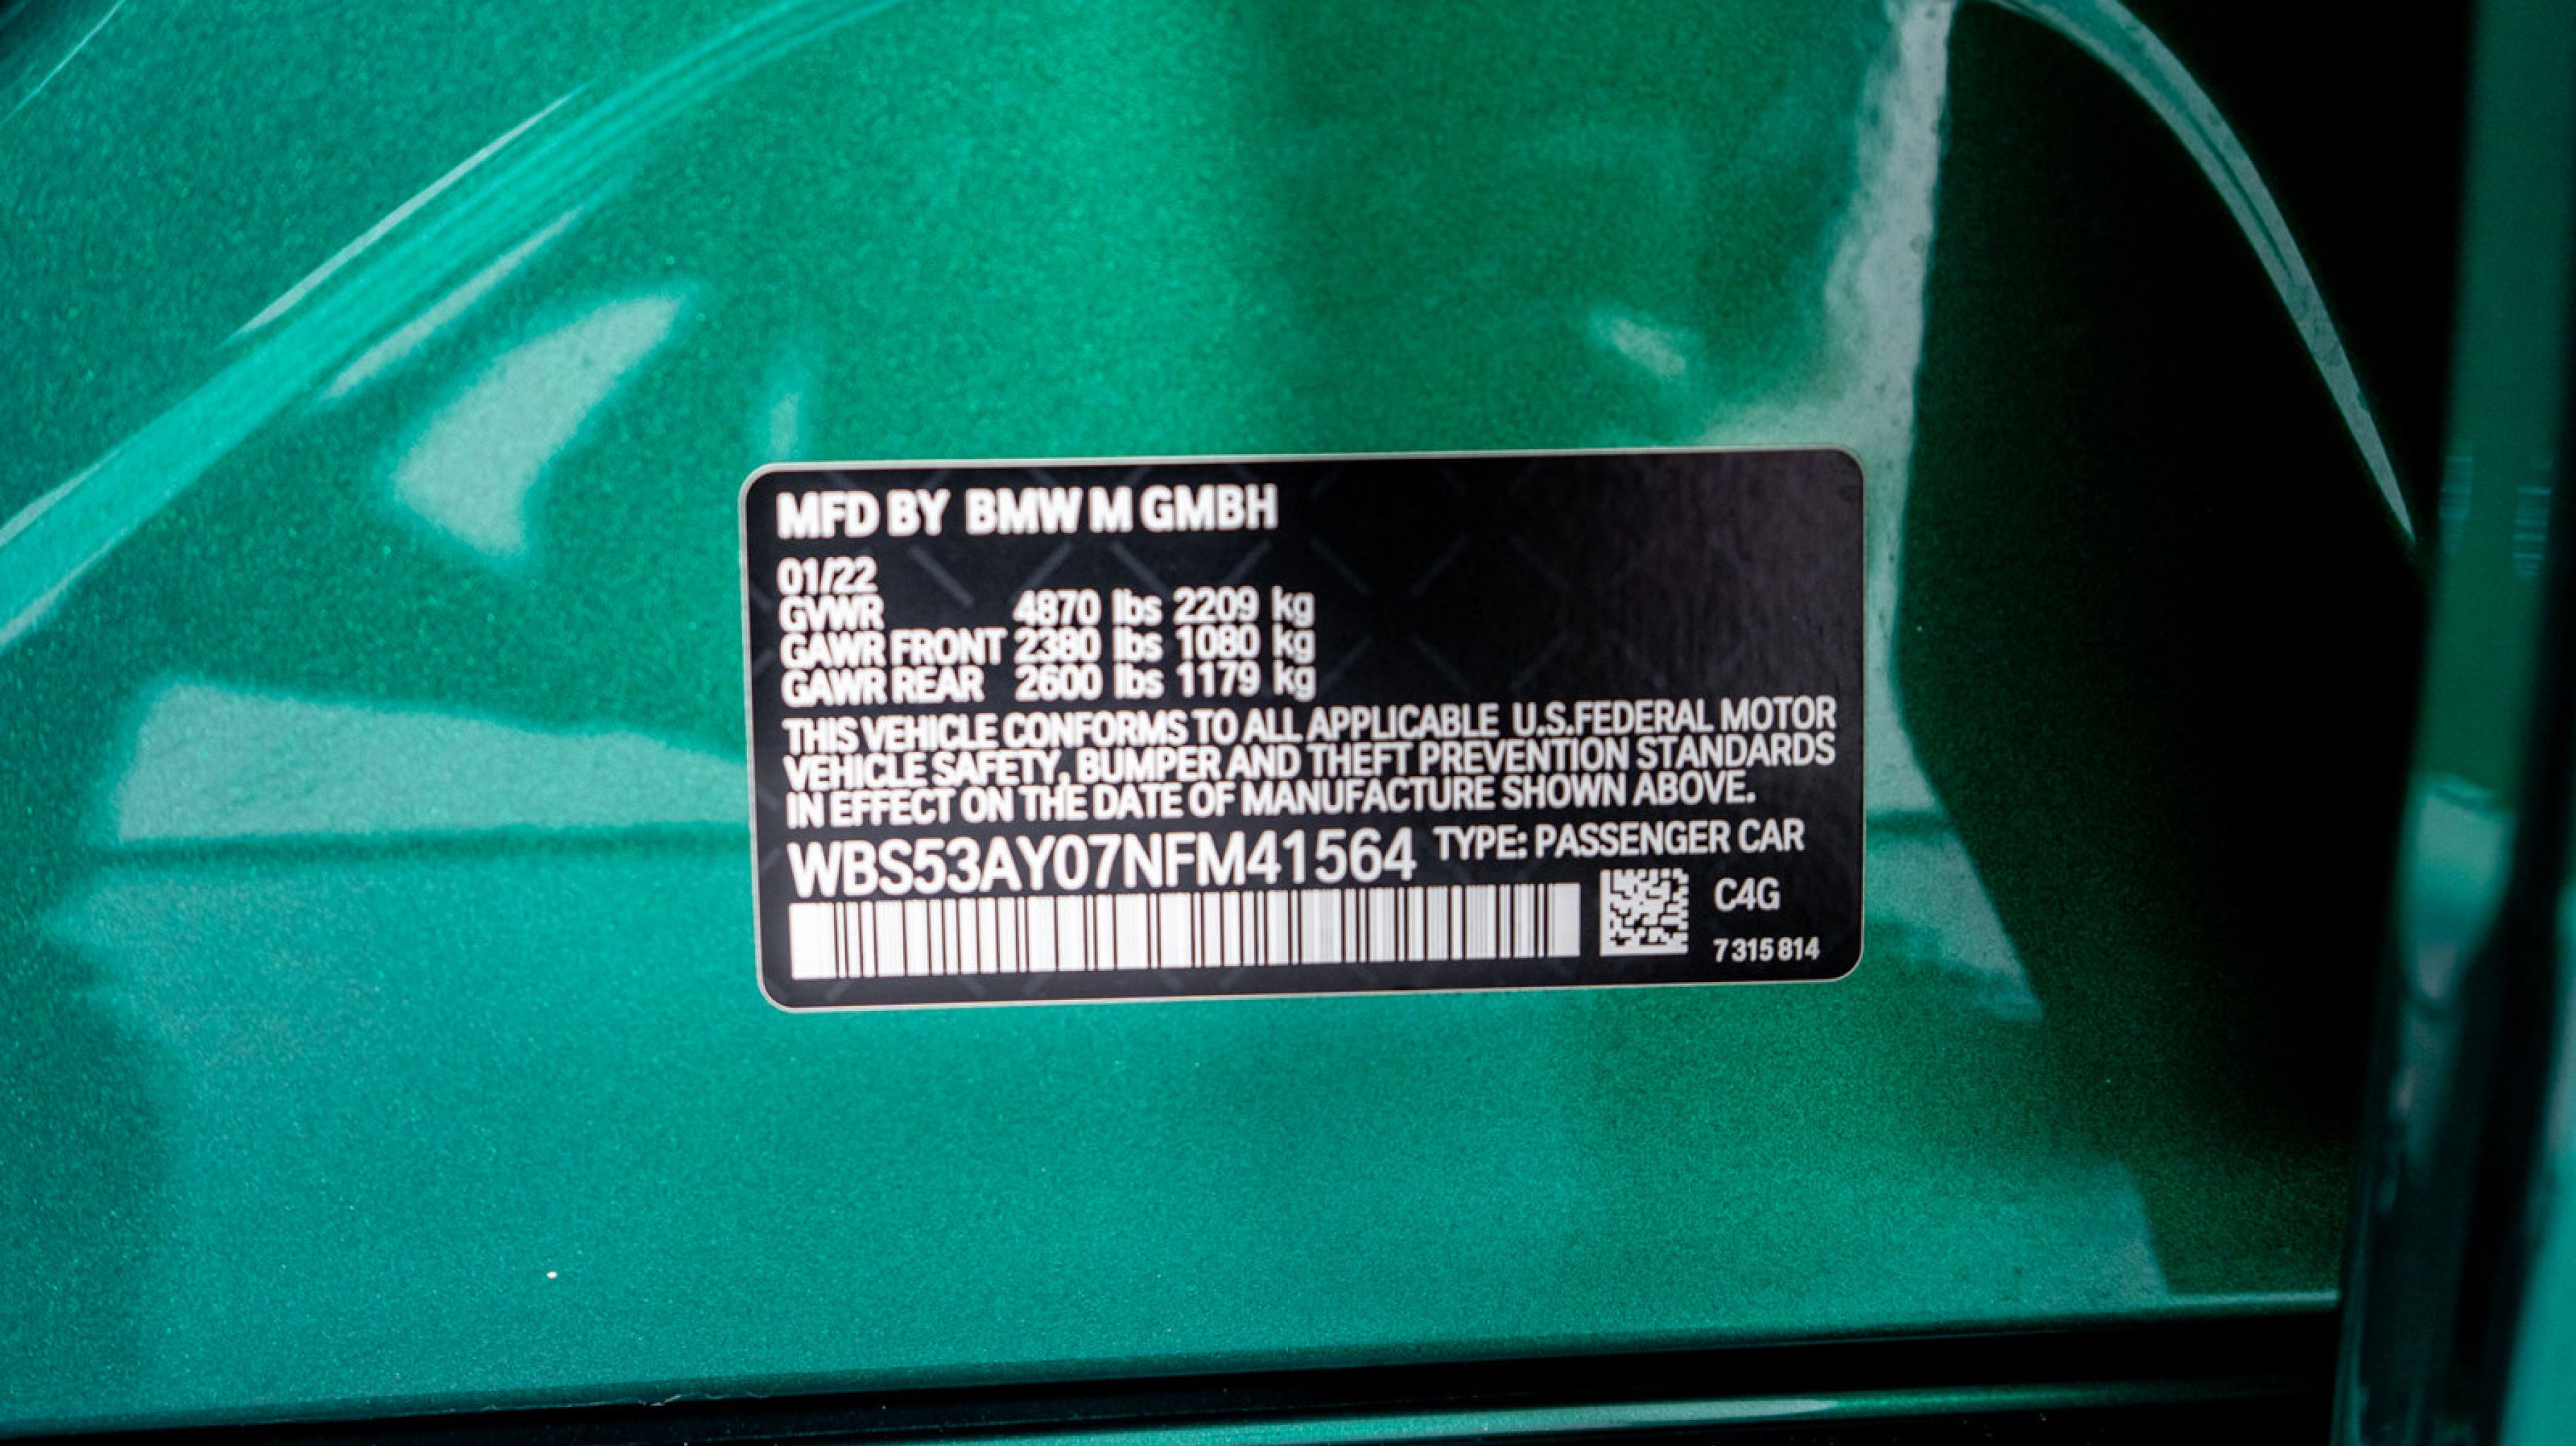 MFD BY BMW M GMBH
01/22
GVWR 4870 lbs 2209 kg
GAWR FRONT 2380 lbs 1080 kg
GAWR REAR 2600 lbs 1179 kg
THIS VEHICLE CONFORMS TO ALL APPLICABLE U.S.FEDERAL MOTOR
VEHICLE SAFETY, BUMPER AND THEFT PREVENTION STANDARDS
IN EFFECT ON THE DATE OF MANUFACTURE SHOWN ABOVE.
WBS53AY07NFM41564 TYPE: PASSENGER CAR
C4G
7 315 814